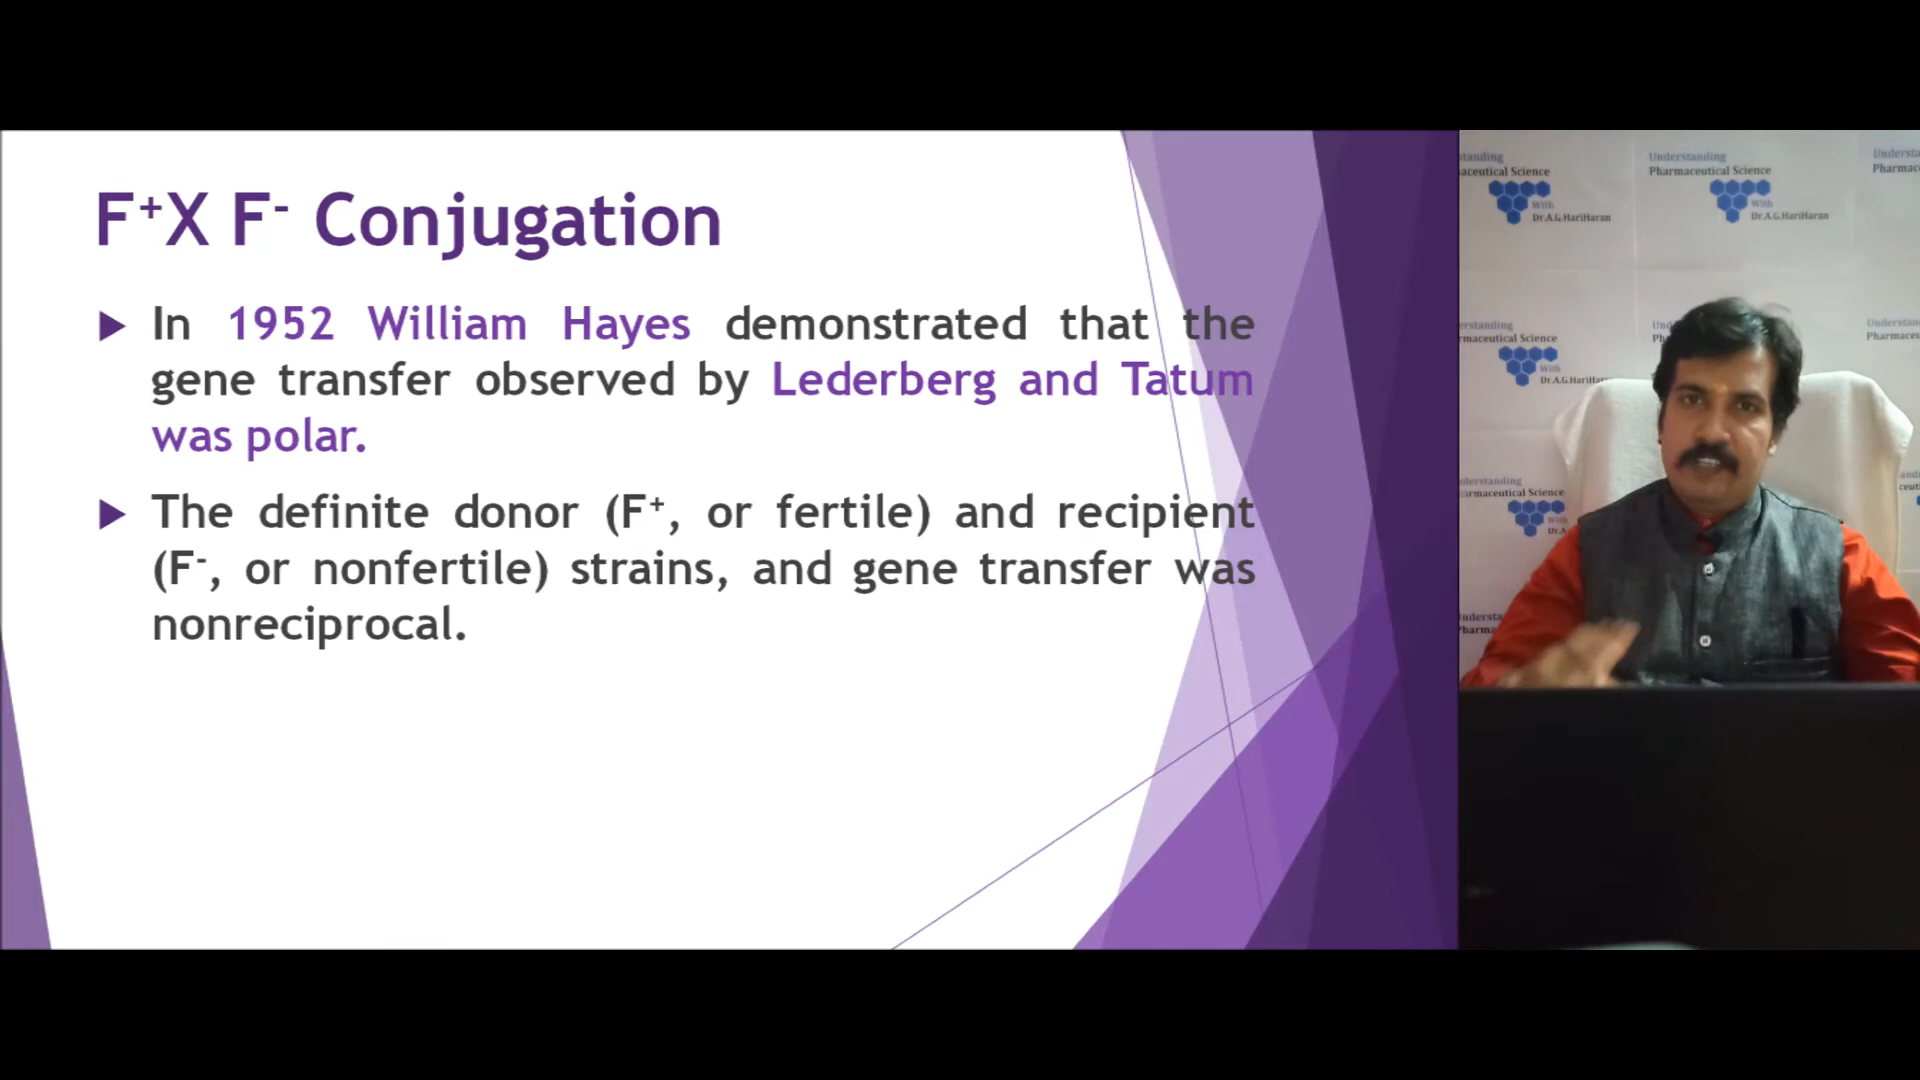 F⁺X F⁻ Conjugation
In 1952 William Hayes demonstrated that the
gene transfer observed by Lederberg and Tatum
was polar.
The definite donor (F⁺, or fertile) and recipient
(F⁻, or nonfertile) strains, and gene transfer was
nonreciprocal.
Understanding
Pharmaceutical Science
With
Dr.A.G.HariHaran